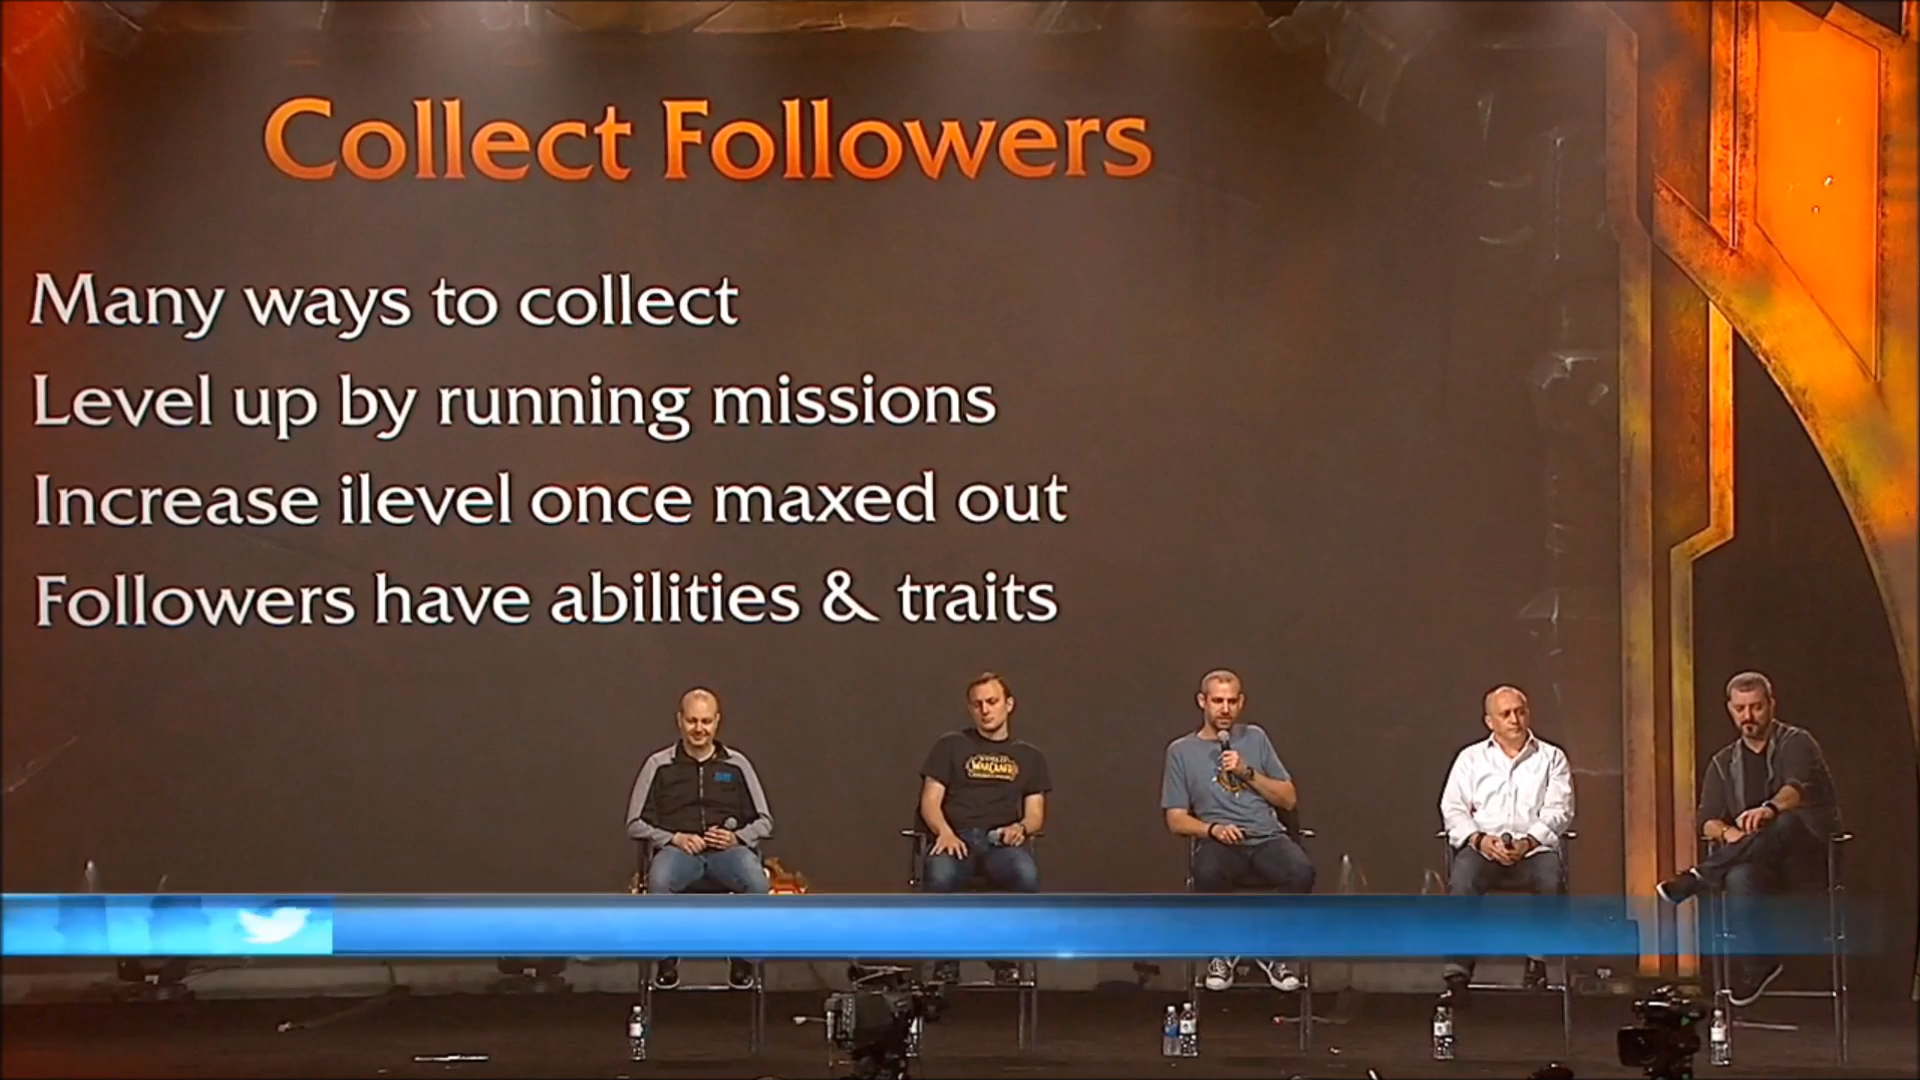 Collect Followers
Many ways to collect
Level up by running missions
Increase ilevel once maxed out
Followers have abilities & traits
WARCRAFT